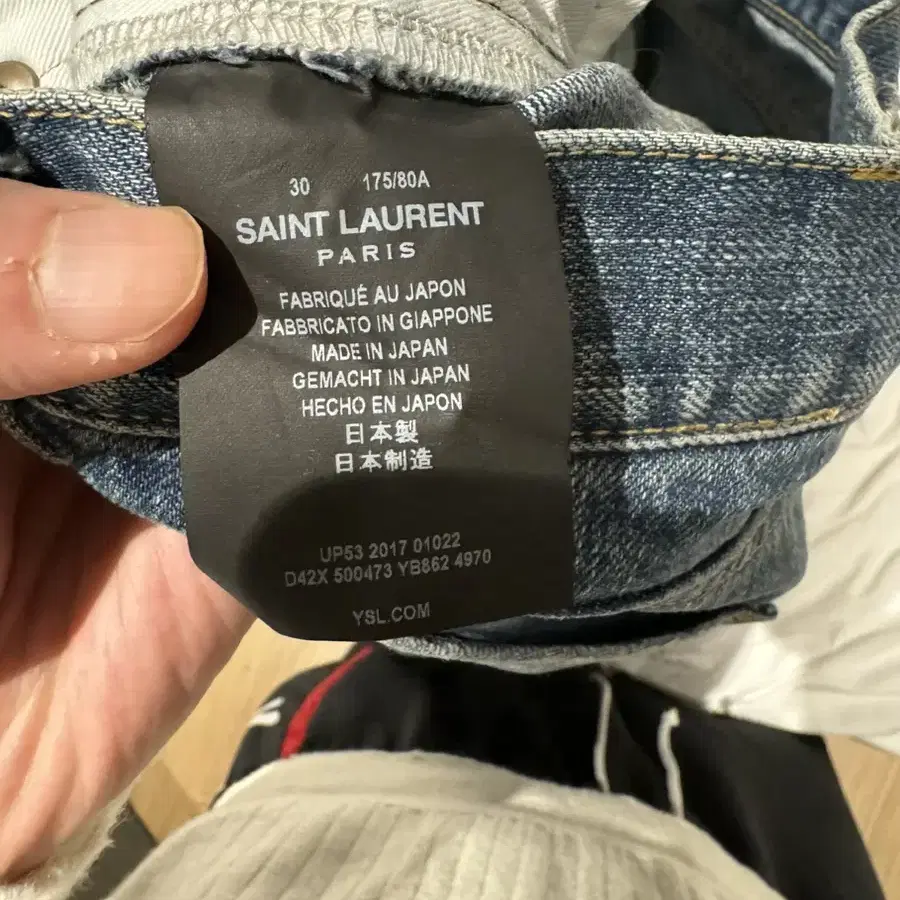 30 175/80A
SAINT LAURENT
PARIS
FABRIQUÉ AU JAPON
FABBRICATO IN GIAPPONE
MADE IN JAPAN
GEMACHT IN JAPAN
HECHO EN JAPON
日本製
日本制造
UP53 2017 01022
D42X 500473 YB862 4970
YSL.COM